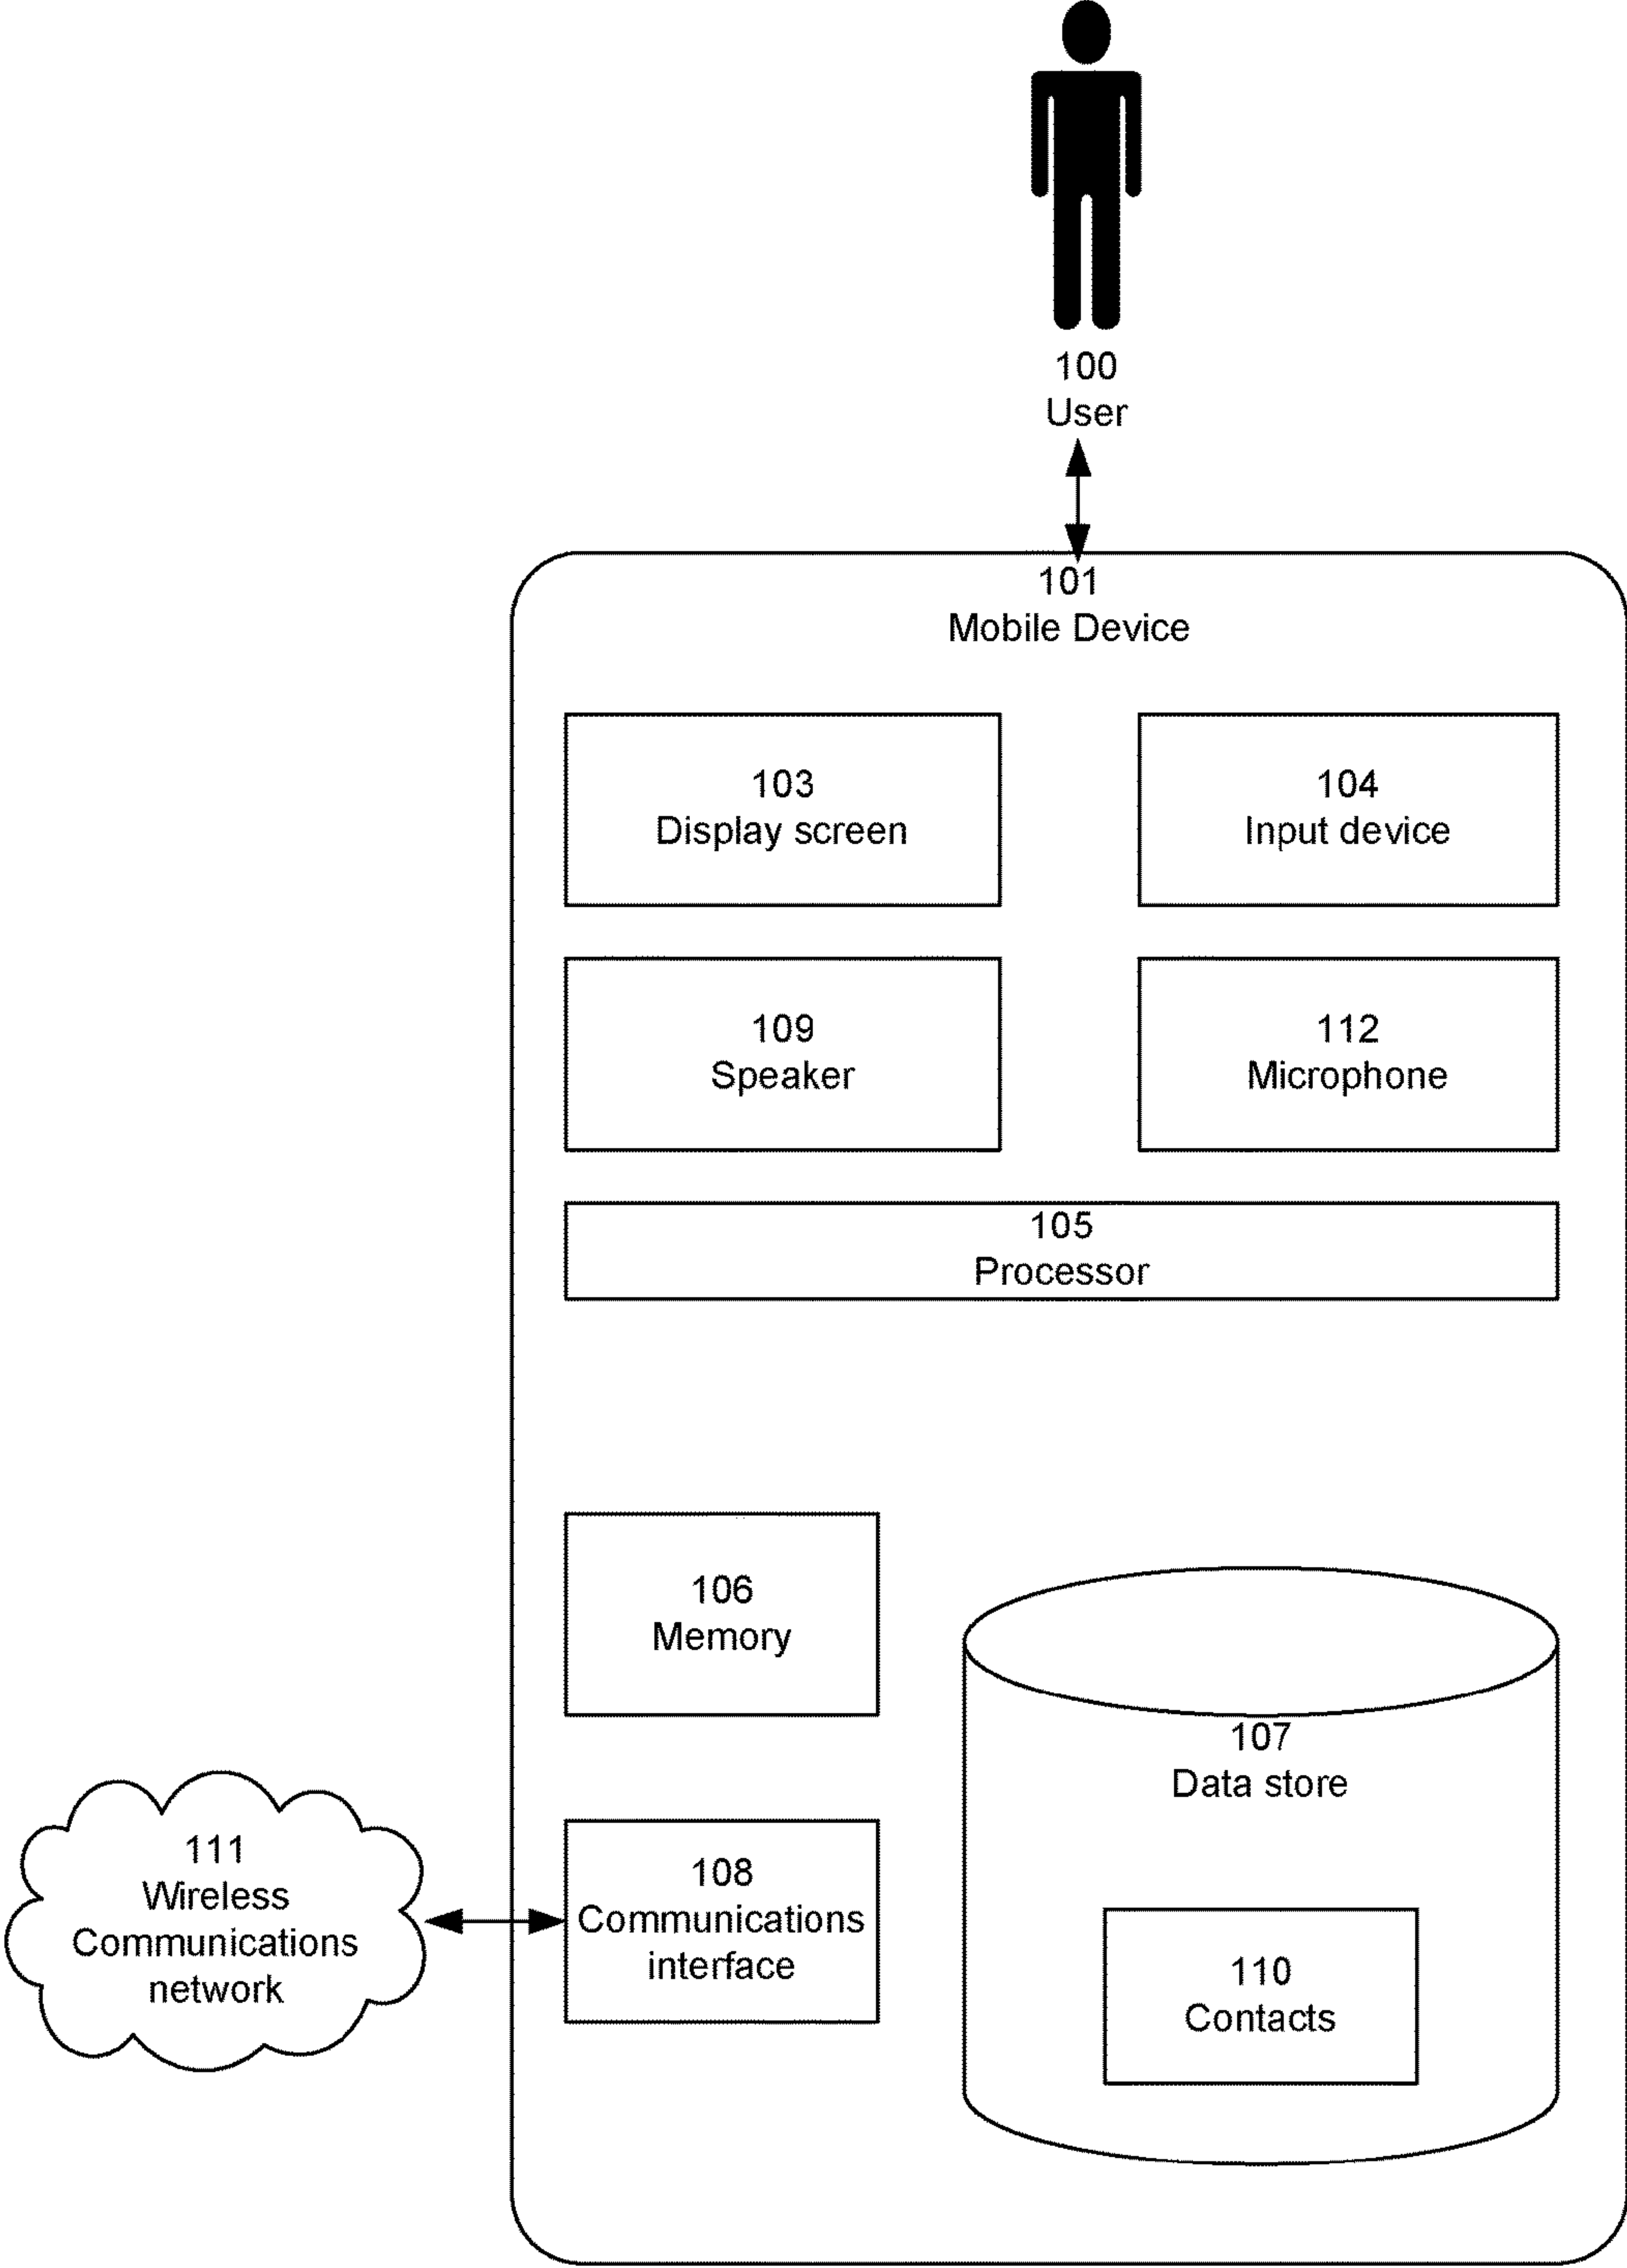 100
User
101
Mobile Device
103
Display screen
104
Input device
109
Speaker
112
Microphone
105
Processor
106
Memory
107
Data store
111
Wireless
Communications
network
108
Communications
interface
110
Contacts